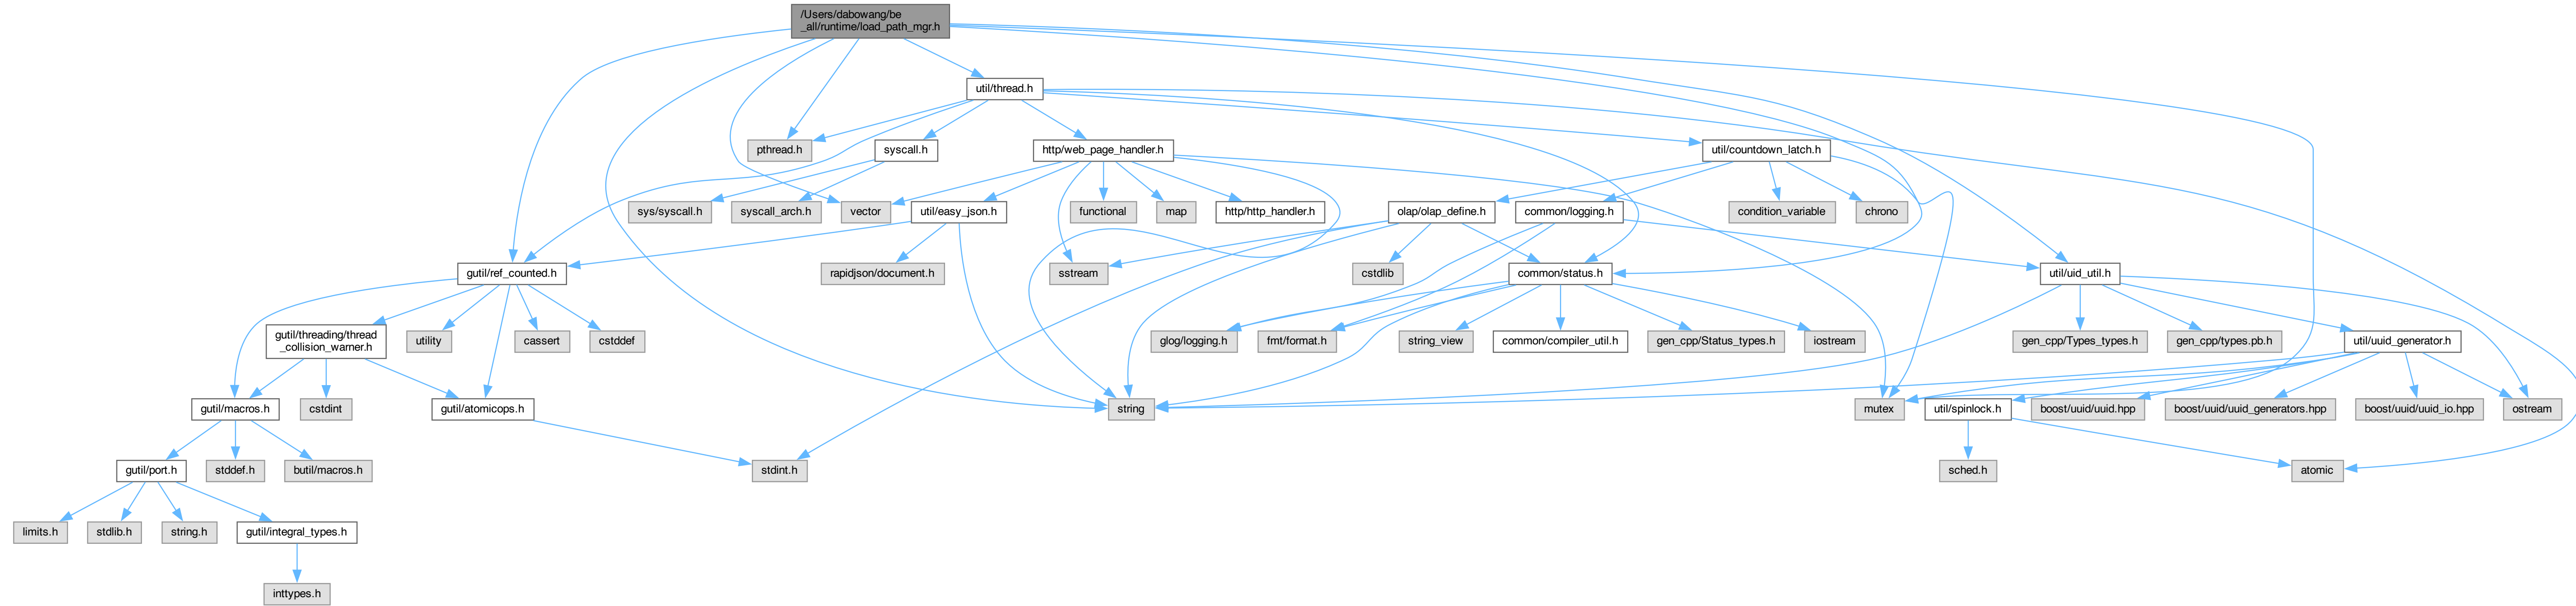 /Users/dabowang/be
_all/runtime/load_path_mgr.h
util/thread.h
pthread.h
syscall.h
http/web_page_handler.h
util/countdown_latch.h
sys/syscall.h
syscall_arch.h
vector
util/easy_json.h
functional
map
http/http_handler.h
olap/olap_define.h
common/logging.h
condition_variable
chrono
gutil/ref_counted.h
rapidjson/document.h
sstream
cstdlib
common/status.h
util/uid_util.h
gutil/threading/thread
_collision_warner.h
utility
cassert
cstddef
glog/logging.h
fmt/format.h
string_view
common/compiler_util.h
gen_cpp/Status_types.h
iostream
gen_cpp/Types_types.h
gen_cpp/types.pb.h
util/uuid_generator.h
gutil/macros.h
cstdint
gutil/atomicops.h
string
mutex
util/spinlock.h
boost/uuid/uuid.hpp
boost/uuid/uuid_generators.hpp
boost/uuid/uuid_io.hpp
ostream
gutil/port.h
stddef.h
butil/macros.h
stdint.h
sched.h
atomic
limits.h
stdlib.h
string.h
gutil/integral_types.h
inttypes.h